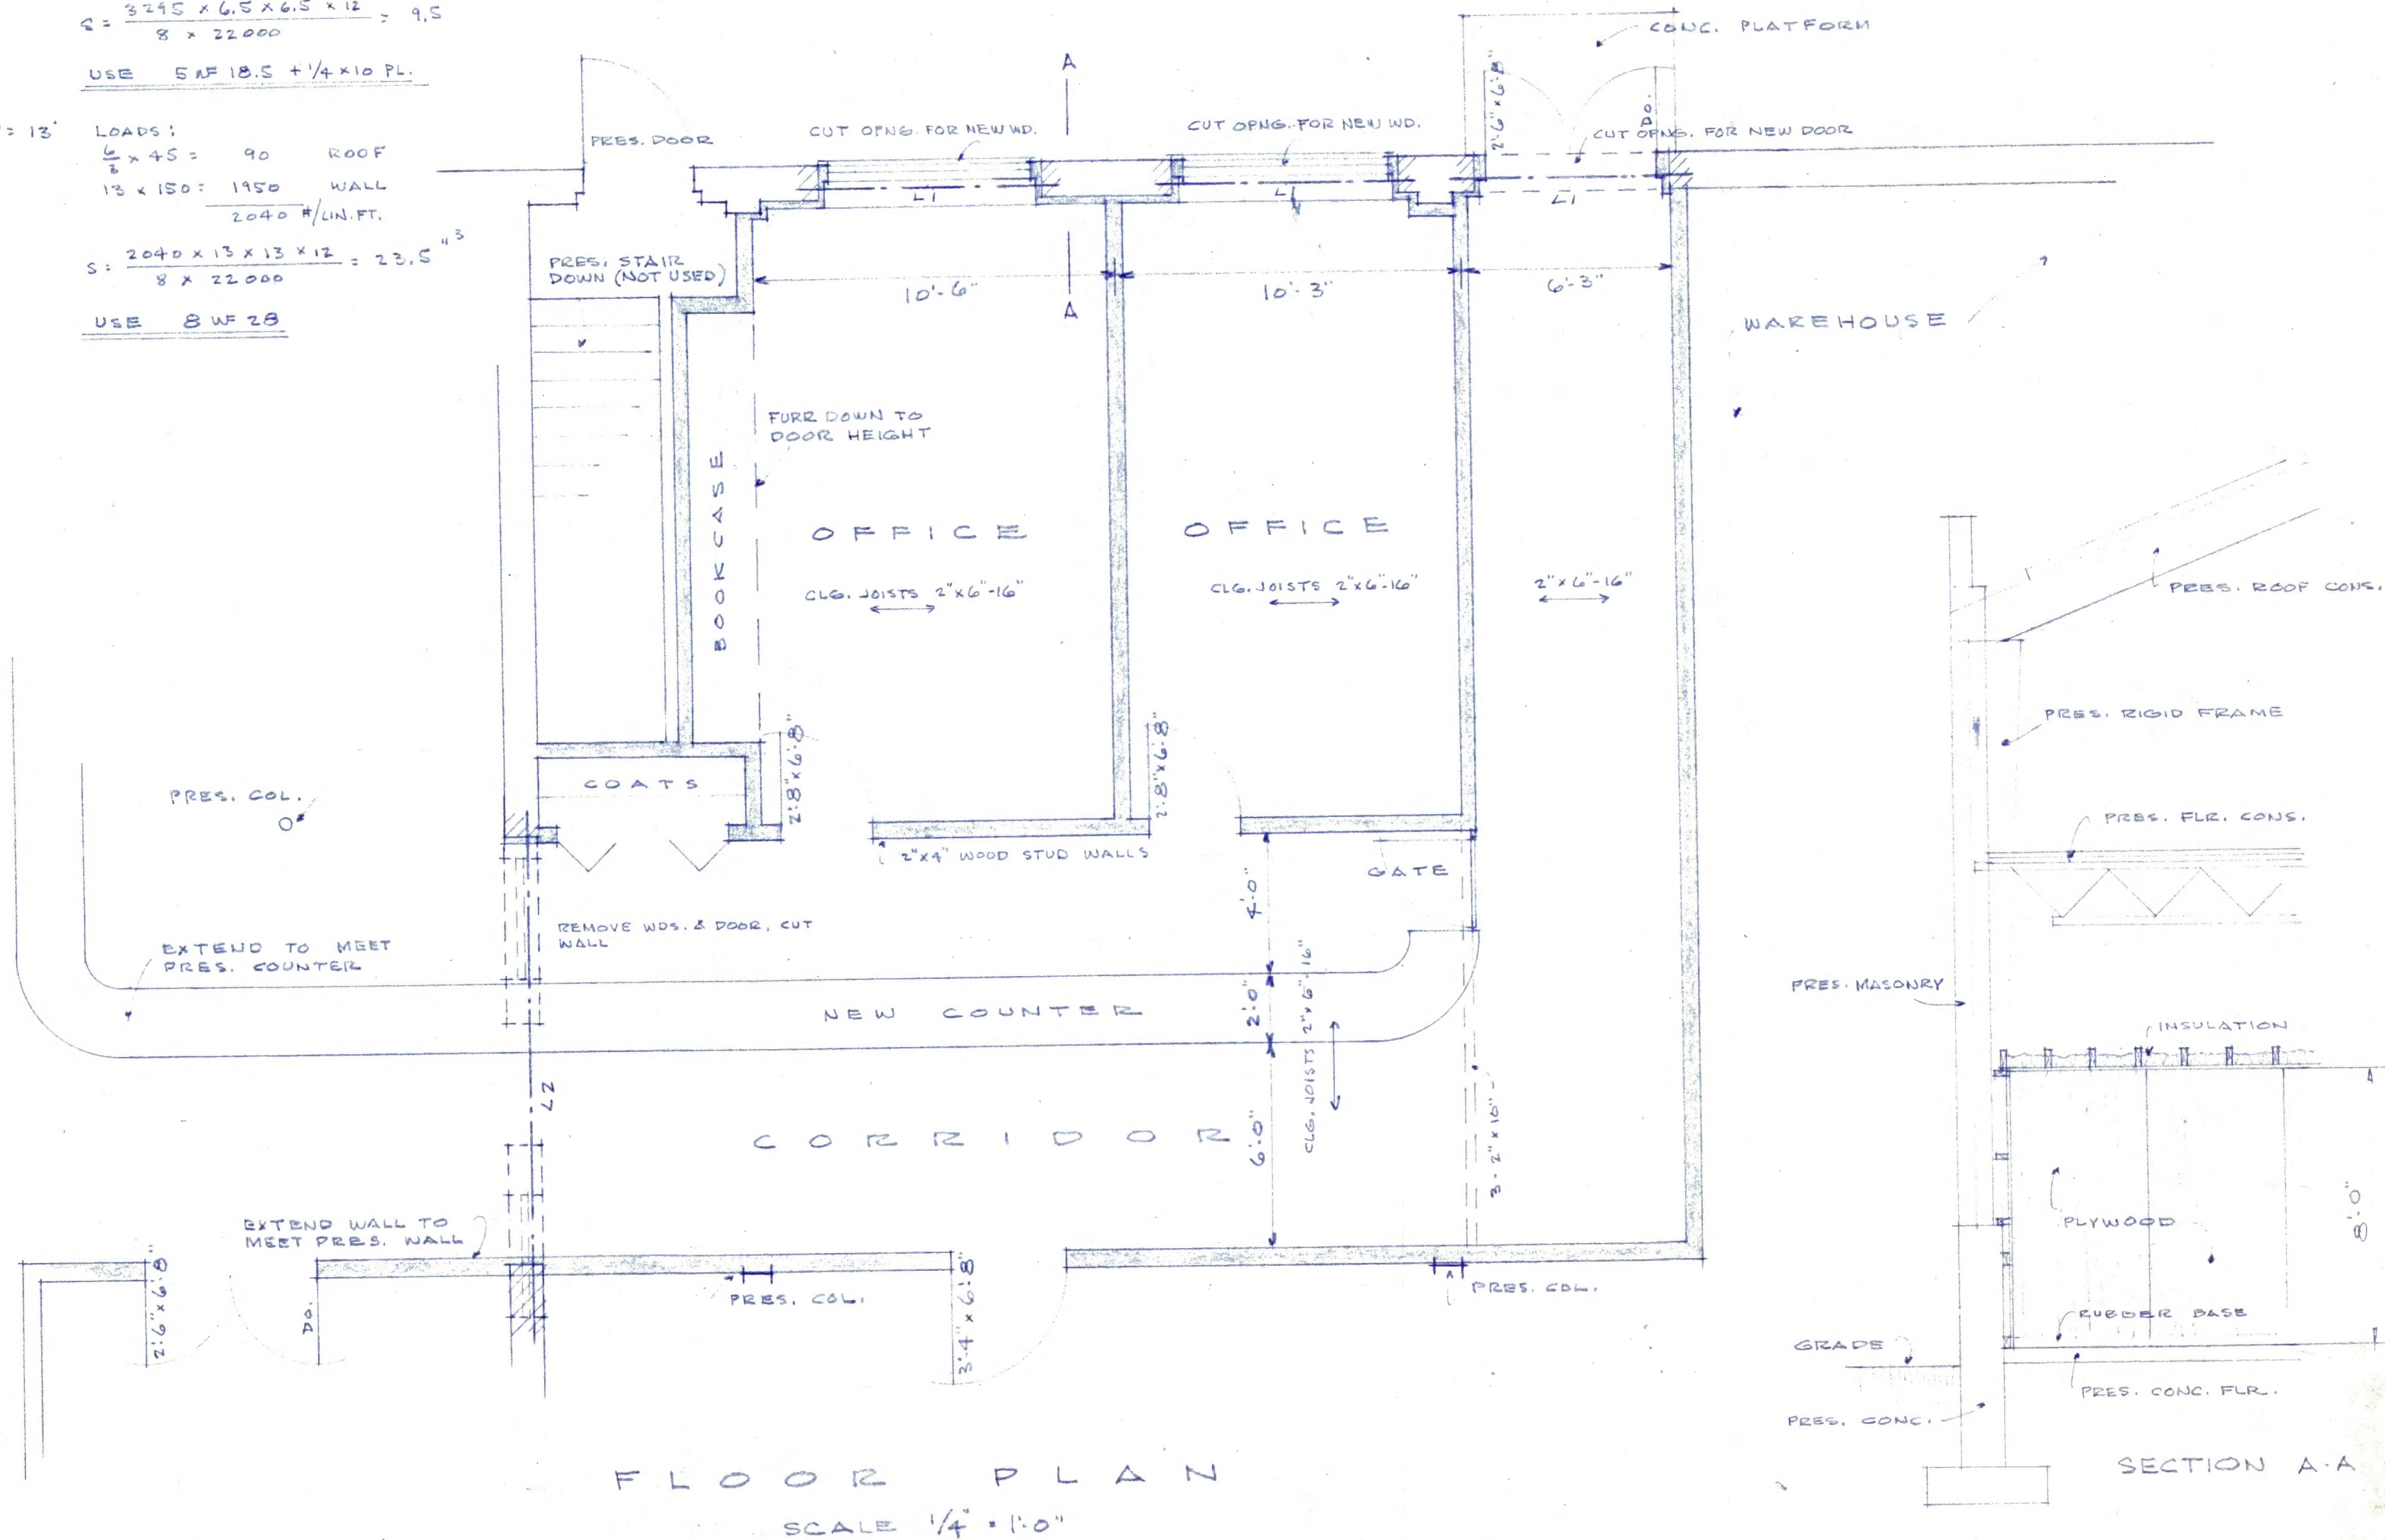 S = 3295 × 6.5 × 6.5 × 12 = 9.5
8 × 22000
USE 5 WF 18.5 + 1/4 × 10 PL.
= 13'
LOADS:
6/2 × 45 = 90 ROOF
13 × 150 = 1950 WALL
2040 #/LIN.FT.
S = 2040 × 13 × 13 × 12 = 23.5 "3
8 × 22000
USE 8 WF 28
PRES. DOOR
A
CUT OPNG. FOR NEW WD.
CUT OPNG. FOR NEW WD.
CONC. PLATFORM
2'-6" x 6'-8"
DO.
CUT OPNG. FOR NEW DOOR
L1
L1
L1
PRES. STAIR
DOWN (NOT USED)
10'-6"
A
10'-3"
6'-3"
WAREHOUSE
FURR DOWN TO
DOOR HEIGHT
BOOKCASE
OFFICE
OFFICE
CLG. JOISTS 2"x6"-16"
CLG. JOISTS 2"x6"-16"
2"x6"-16"
COATS
2'-8" x 6'-8"
2'-8" x 6'-8"
2"x4" WOOD STUD WALLS
GATE
PRES. COL.
REMOVE WDS. & DOOR, CUT
WALL
4'-0"
EXTEND TO MEET
PRES. COUNTER
NEW COUNTER
2'-0"
CLG. JOISTS 2"x6"-16"
L2
CORRIDOR
6'-0"
3 - 2" x 10"
EXTEND WALL TO
MEET PRES. WALL
2'-6" x 6'-8"
DO.
PRES. COL.
3'-4" x 6'-8"
PRES. COL.
FLOOR PLAN
SCALE 1/4" = 1'-0"
PRES. ROOF CONS.
PRES. RIGID FRAME
PRES. FLR. CONS.
PRES. MASONRY
INSULATION
PLYWOOD
8'-0"
RUBBER BASE
GRADE
PRES. CONC. FLR.
PRES. CONC.
SECTION A-A